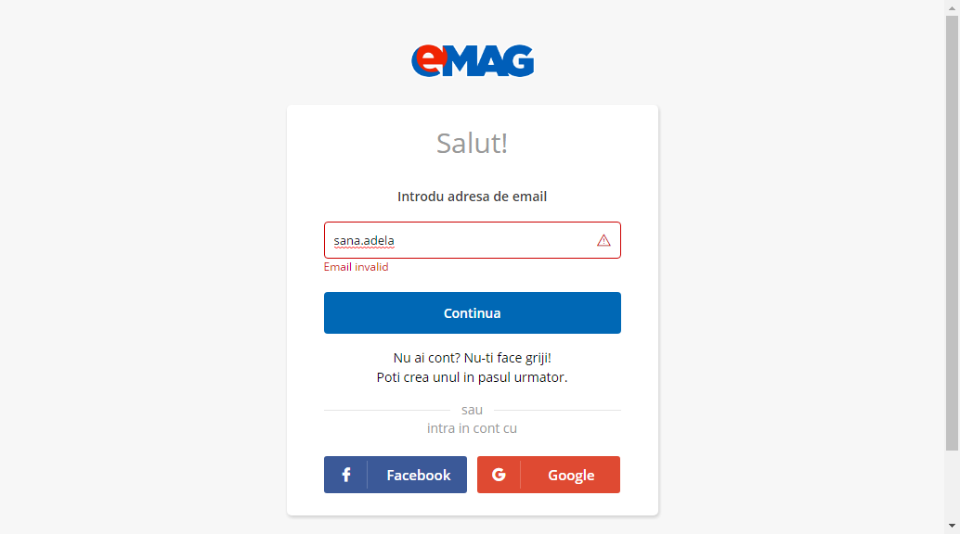 eMAG
Salut!
Introdu adresa de email
sana.adela
Email invalid
Continua
Nu ai cont? Nu-ti face griji!
Poti crea unul in pasul urmator.
sau
intra in cont cu
f Facebook
G Google